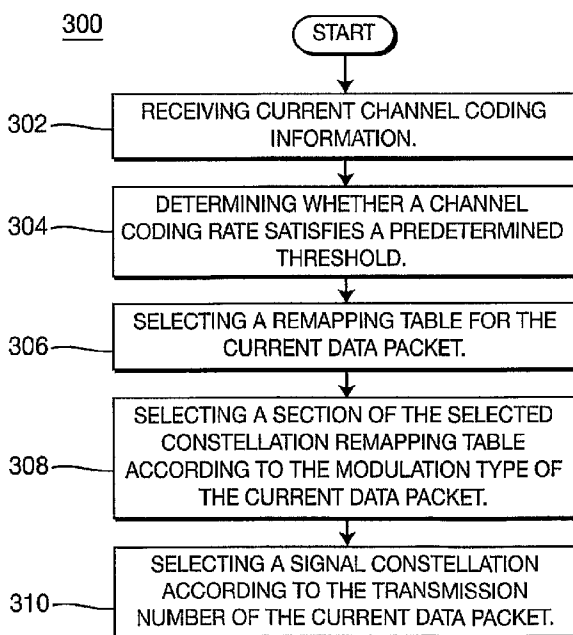 300
START
302
RECEIVING CURRENT CHANNEL CODING
INFORMATION.
304
DETERMINING WHETHER A CHANNEL
CODING RATE SATISFIES A PREDETERMINED
THRESHOLD.
306
SELECTING A REMAPPING TABLE FOR THE
CURRENT DATA PACKET.
308
SELECTING A SECTION OF THE SELECTED
CONSTELLATION REMAPPING TABLE
ACCORDING TO THE MODULATION TYPE OF
THE CURRENT DATA PACKET.
310
SELECTING A SIGNAL CONSTELLATION
ACCORDING TO THE TRANSMISSION
NUMBER OF THE CURRENT DATA PACKET.